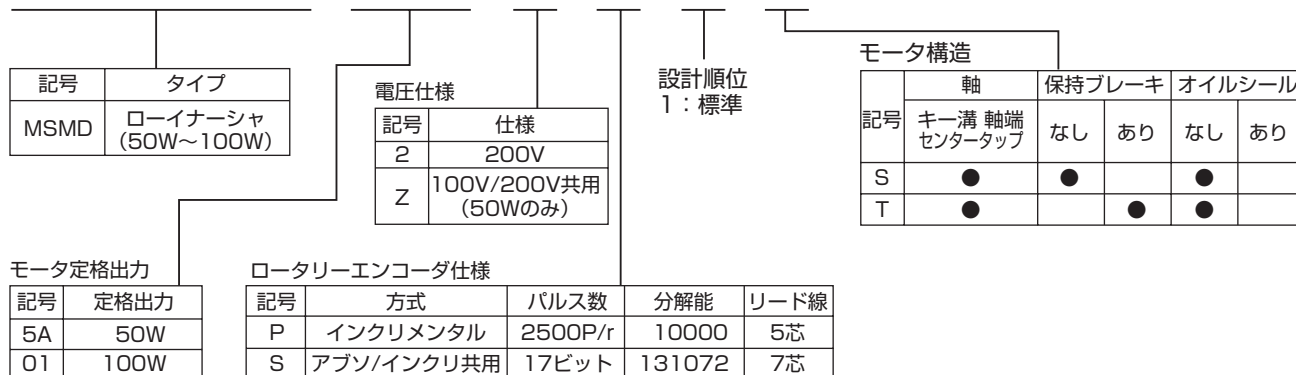 記号 タイプ
MSMD ローイナーシャ
(50W～100W)
電圧仕様
記号 仕様
2 200V
Z 100V/200V共用
(50Wのみ)
設計順位
1：標準
モータ構造
記号 軸 保持ブレーキ オイルシール
キー溝 軸端
センタータップ なし あり なし あり
S ● ● ●
T ● ● ●
モータ定格出力
記号 定格出力
5A 50W
01 100W
ロータリーエンコーダ仕様
記号 方式 パルス数 分解能 リード線
P インクリメンタル 2500P/r 10000 5芯
S アブソ/インクリ共用 17ビット 131072 7芯